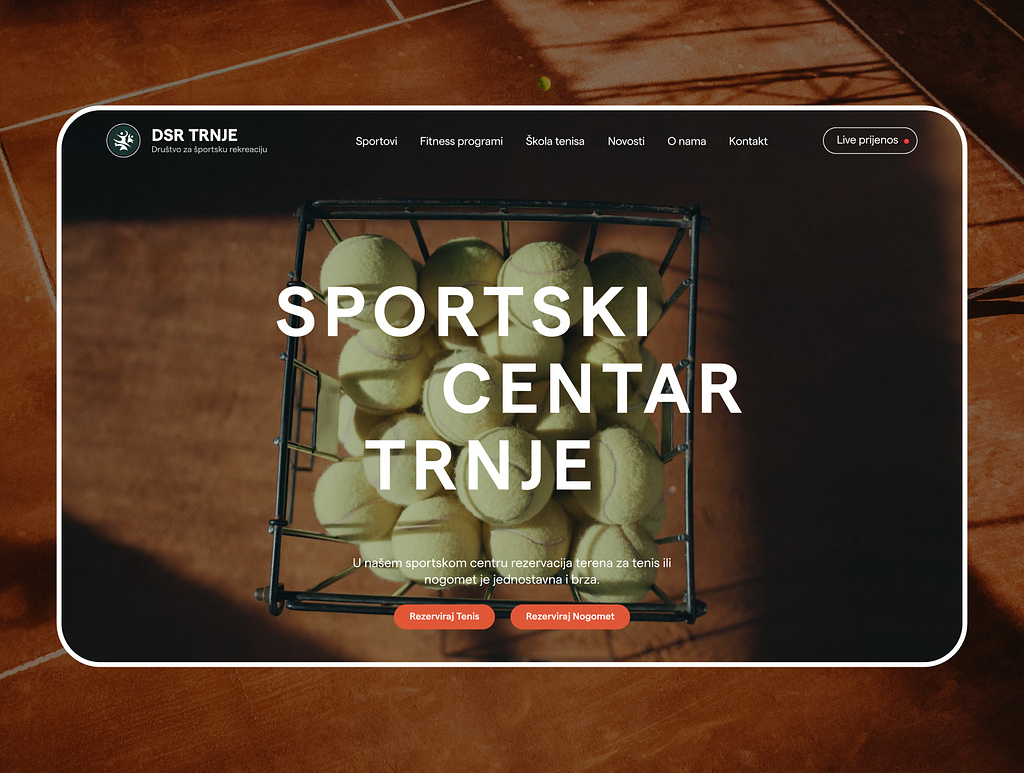 DSR TRNJE
Društvo za športsku rekreaciju
Sportovi
Fitness programi
Škola tenisa
Novosti
O nama
Kontakt
Live prijenos
SPORTSKI
CENTAR
TRNJE
U našem sportskom centru rezervacija terena za tenis ili
nogomet je jednostavna i brza.
Rezerviraj Tenis
Rezerviraj Nogomet